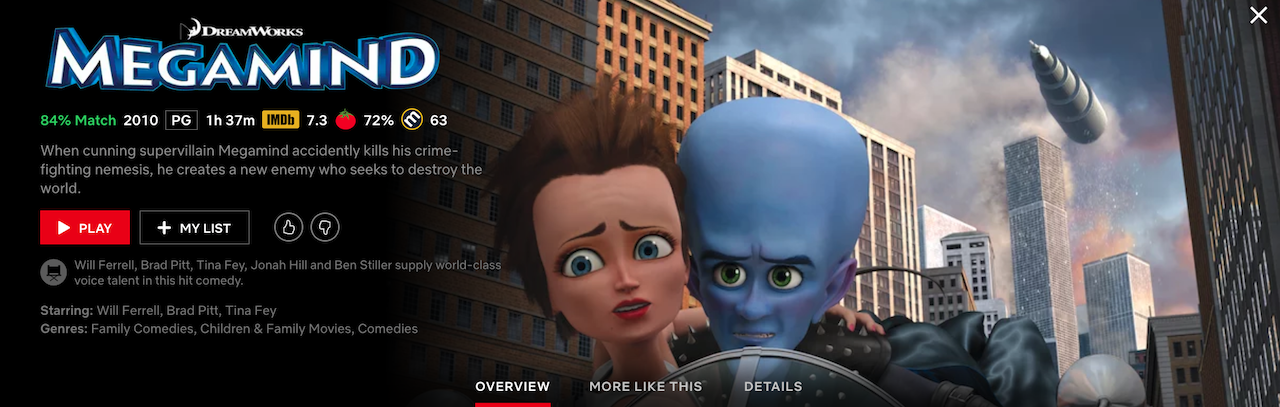 DREAMWORKS
MEGAMIND
84% Match 2010 PG 1h 37m IMDb 7.3 72% m 63
When cunning supervillain Megamind accidently kills his crime-
fighting nemesis, he creates a new enemy who seeks to destroy the
world.
PLAY + MY LIST
Will Ferrell, Brad Pitt, Tina Fey, Jonah Hill and Ben Stiller supply world-class
voice talent in this hit comedy.
Starring: Will Ferrell, Brad Pitt, Tina Fey
Genres: Family Comedies, Children & Family Movies, Comedies
OVERVIEW MORE LIKE THIS DETAILS